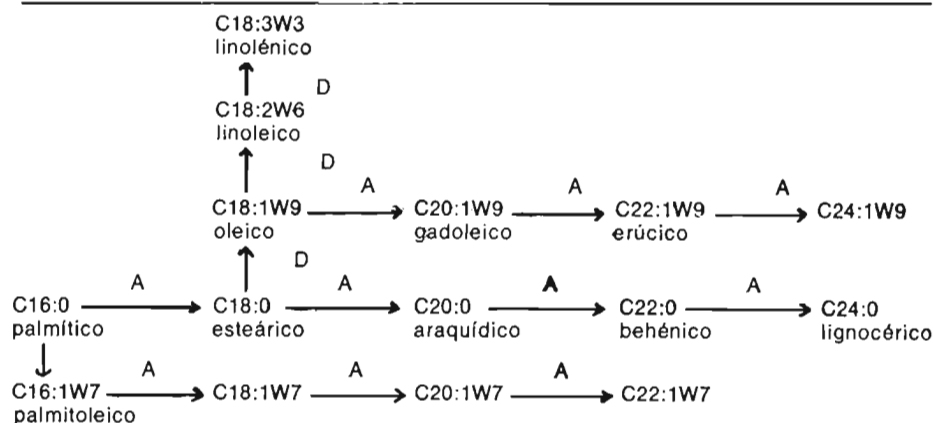 C18:3W3
linolénico
D
C18:2W6
linoleico
D
A A A
C18:1W9 C20:1W9 C22:1W9 C24:1W9
oleico gadoleico erúcico
D
A A A A
C16:0 C18:0 C20:0 C22:0 C24:0
palmítico esteárico araquídico behénico lignocérico
A A A
C16:1W7 C18:1W7 C20:1W7 C22:1W7
palmitoleico